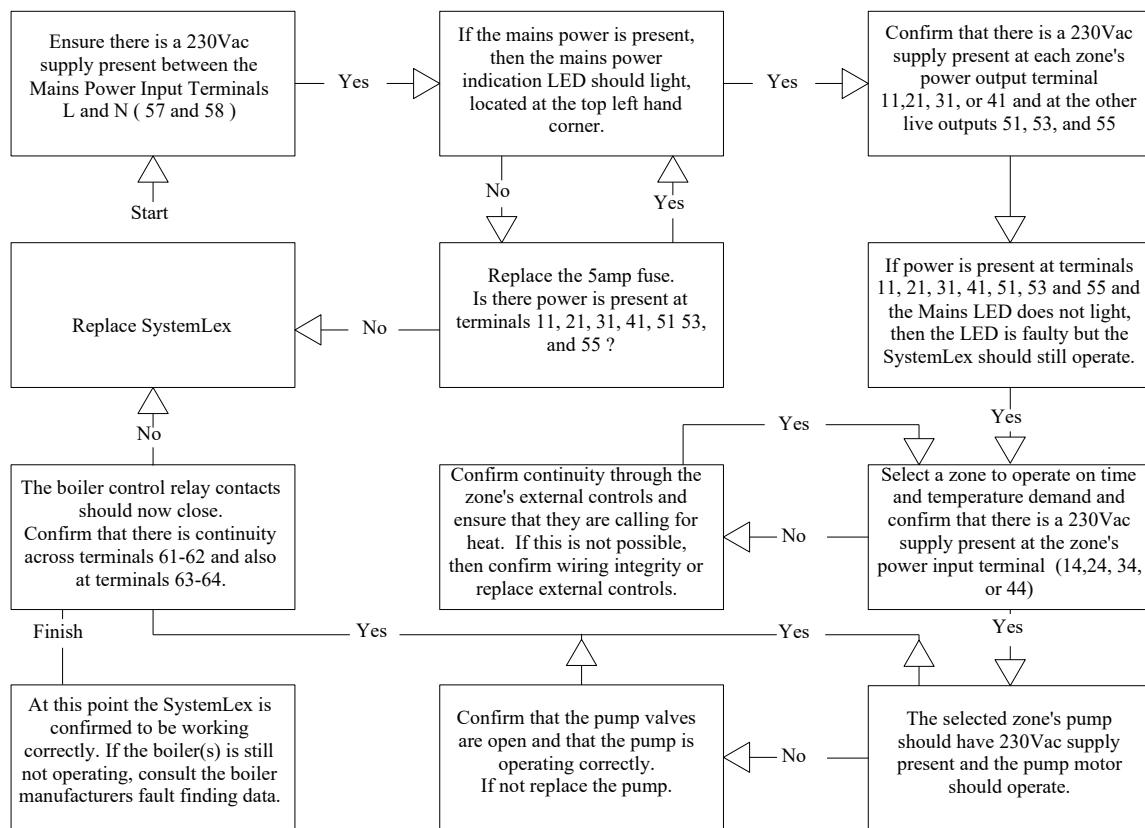 Ensure there is a 230Vac
supply present between the
Mains Power Input Terminals
L and N ( 57 and 58 )
Yes
If the mains power is present,
then the mains power
indication LED should light,
located at the top left hand
corner.
Yes
Confirm that there is a 230Vac
supply present at each zone's
power output terminal
11,21, 31, or 41 and at the other
live outputs 51, 53, and 55
Start
No
Yes
Replace SystemLex
No
Replace the 5amp fuse.
Is there power is present at
terminals 11, 21, 31, 41, 51 53,
and 55 ?
If power is present at terminals
11, 21, 31, 41, 51, 53 and 55 and
the Mains LED does not light,
then the LED is faulty but the
SystemLex should still operate.
No
Yes
Yes
The boiler control relay contacts
should now close.
Confirm that there is continuity
across terminals 61-62 and also
at terminals 63-64.
Confirm continuity through the
zone's external controls and
ensure that they are calling for
heat. If this is not possible,
then confirm wiring integrity or
replace external controls.
No
Select a zone to operate on time
and temperature demand and
confirm that there is a 230Vac
supply present at the zone's
power input terminal (14,24, 34,
or 44)
Finish
Yes
Yes
Yes
At this point the SystemLex is
confirmed to be working
correctly. If the boiler(s) is still
not operating, consult the boiler
manufacturers fault finding data.
Confirm that the pump valves
are open and that the pump is
operating correctly.
If not replace the pump.
No
The selected zone's pump
should have 230Vac supply
present and the pump motor
should operate.